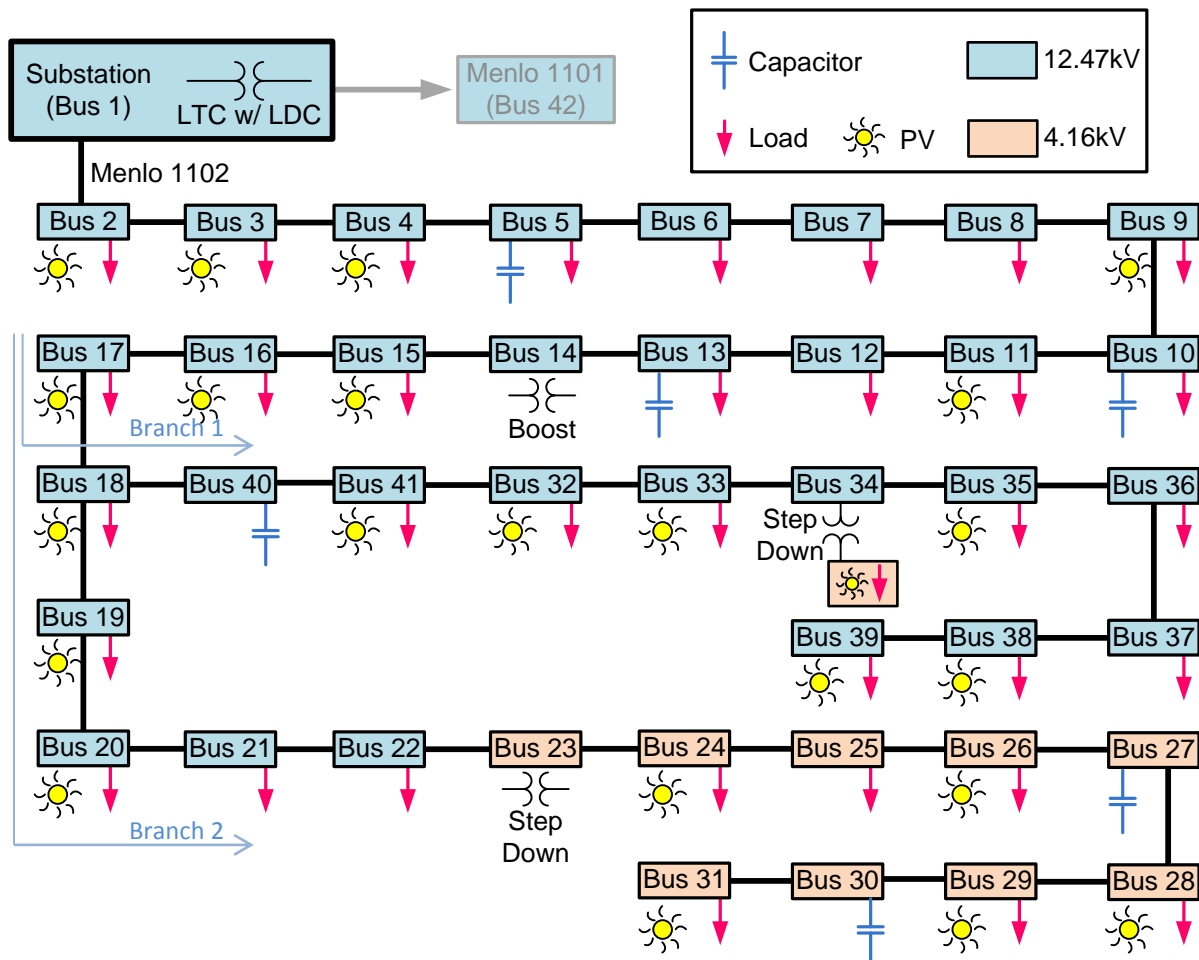 Substation
(Bus 1)
LTC w/ LDC
Menlo 1101
(Bus 42)
Capacitor
12.47kV
Load
PV
4.16kV
Menlo 1102
Bus 2
Bus 3
Bus 4
Bus 5
Bus 6
Bus 7
Bus 8
Bus 9
Bus 17
Bus 16
Bus 15
Bus 14
Bus 13
Bus 12
Bus 11
Bus 10
Boost
Branch 1
Bus 18
Bus 40
Bus 41
Bus 32
Bus 33
Bus 34
Bus 35
Bus 36
Step
Down
Bus 19
Bus 39
Bus 38
Bus 37
Bus 20
Bus 21
Bus 22
Bus 23
Bus 24
Bus 25
Bus 26
Bus 27
Step
Down
Branch 2
Bus 31
Bus 30
Bus 29
Bus 28